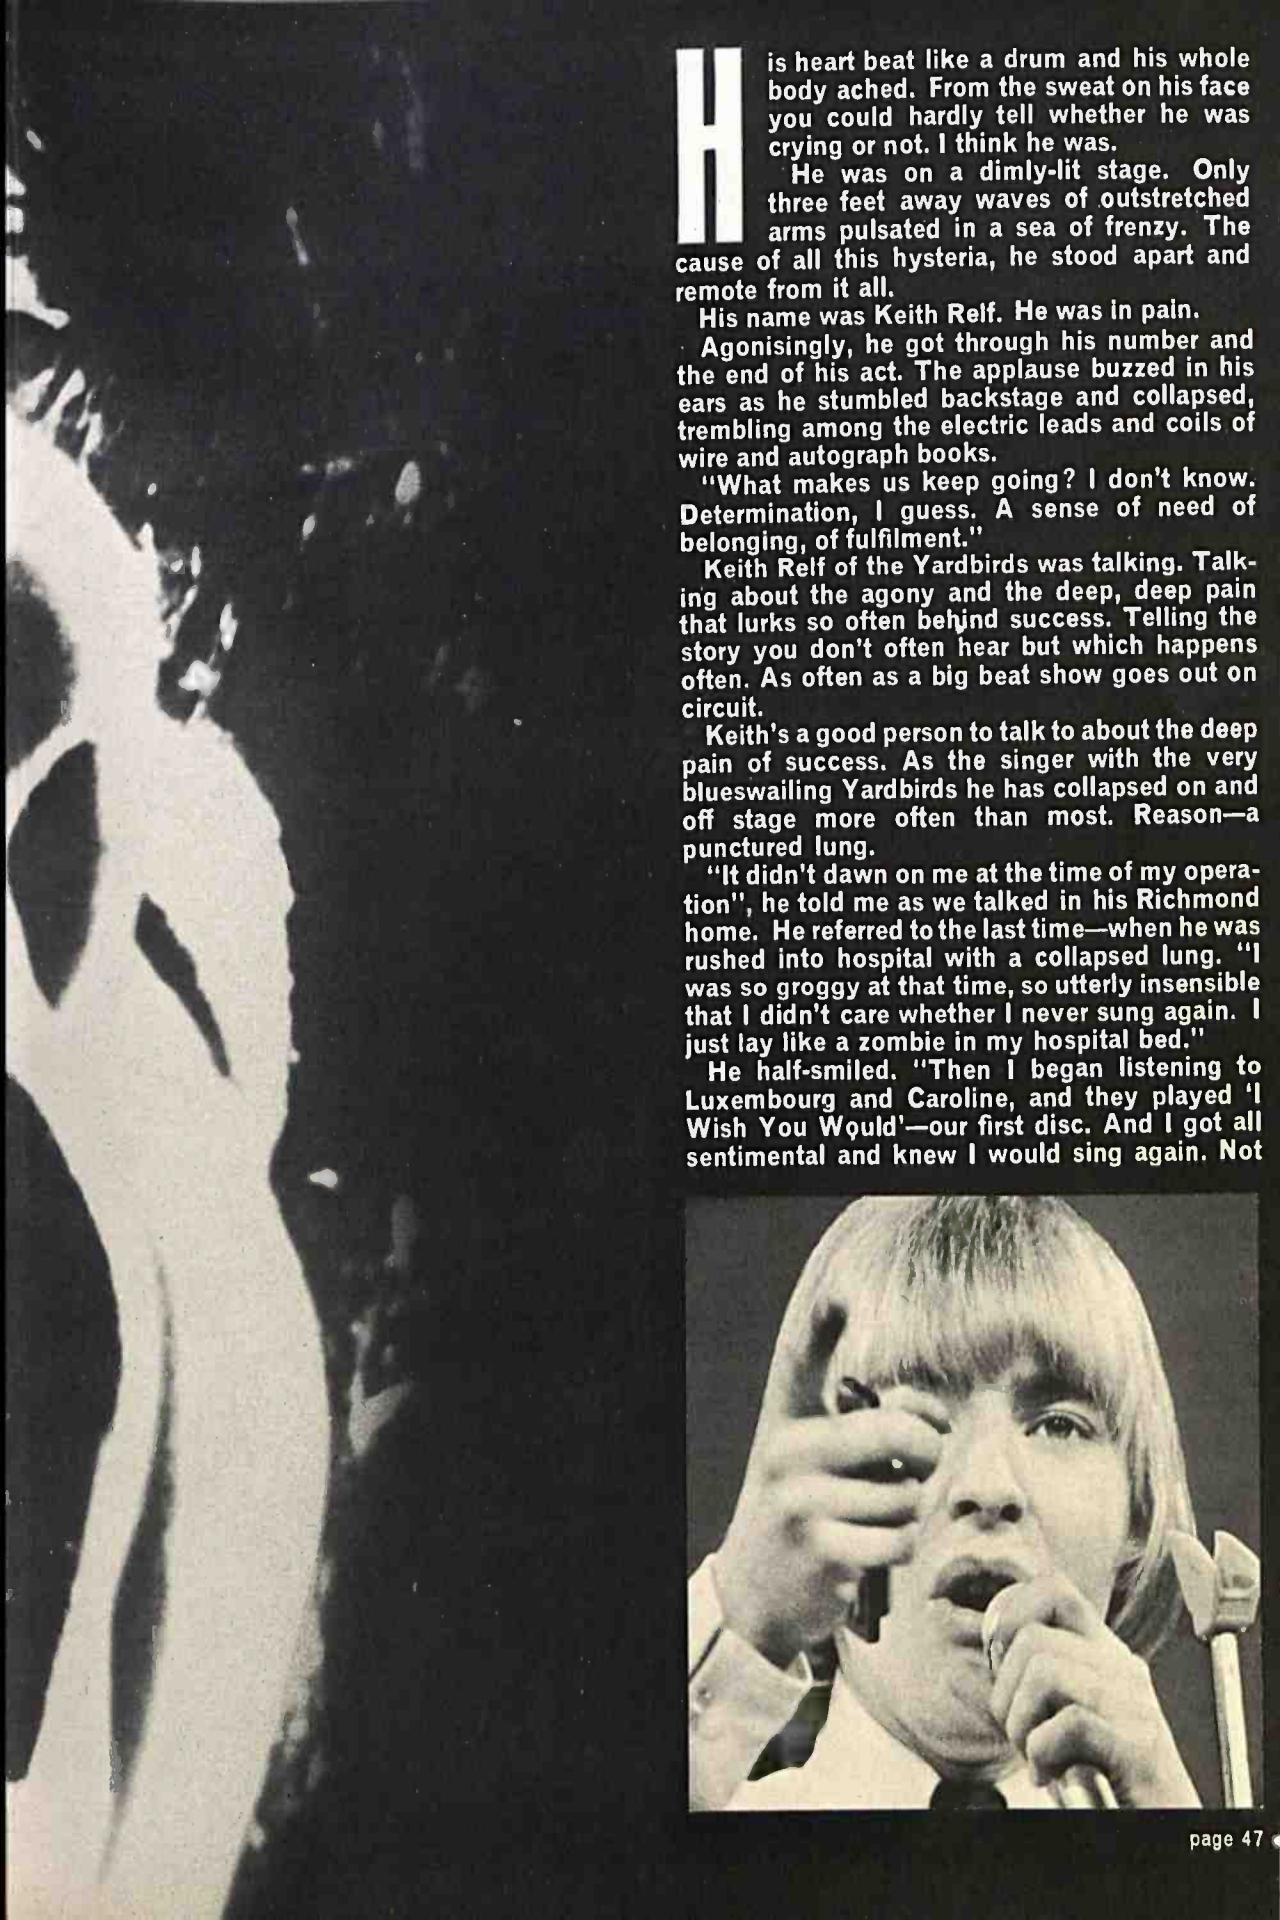 His heart beat like a drum and his whole
body ached. From the sweat on his face
you could hardly tell whether he was
crying or not. I think he was.
He was on a dimly-lit stage. Only
three feet away waves of outstretched
arms pulsated in a sea of frenzy. The
cause of all this hysteria, he stood apart and
remote from it all.
His name was Keith Relf. He was in pain.
Agonisingly, he got through his number and
the end of his act. The applause buzzed in his
ears as he stumbled backstage and collapsed,
trembling among the electric leads and coils of
wire and autograph books.
"What makes us keep going? I don't know.
Determination, I guess. A sense of need of
belonging, of fulfilment."
Keith Relf of the Yardbirds was talking. Talk-
ing about the agony and the deep, deep pain
that lurks so often behind success. Telling the
story you don't often hear but which happens
often. As often as a big beat show goes out on
circuit.
Keith's a good person to talk to about the deep
pain of success. As the singer with the very
blueswailing Yardbirds he has collapsed on and
off stage more often than most. Reason—a
punctured lung.
"It didn't dawn on me at the time of my opera-
tion", he told me as we talked in his Richmond
home. He referred to the last time—when he was
rushed into hospital with a collapsed lung. "I
was so groggy at that time, so utterly insensible
that I didn't care whether I never sung again. I
just lay like a zombie in my hospital bed."
He half-smiled. "Then I began listening to
Luxembourg and Caroline, and they played 'I
Wish You Would'—our first disc. And I got all
sentimental and knew I would sing again. Not
page 47